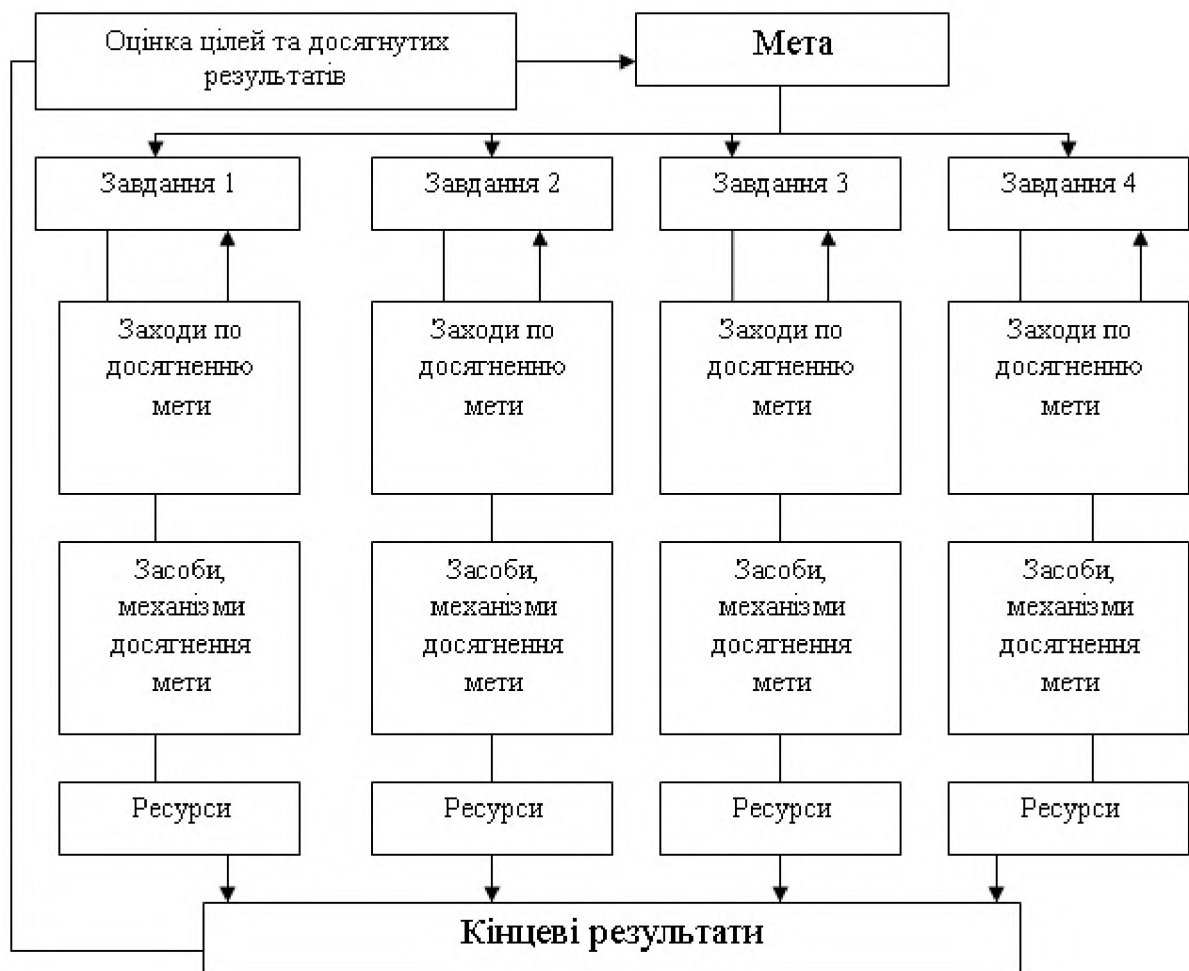 Оцінка цілей та досягнутих
результатів
Мета
Завдання 1
Завдання 2
Завдання 3
Завдання 4
Заходи по
досягненню
мети
Заходи по
досягненню
мети
Заходи по
досягненню
мети
Заходи по
досягненню
мети
Засоби,
механізми
досягнення
мети
Засоби,
механізми
досягнення
мети
Засоби,
механізми
досягнення
мети
Засоби,
механізми
досягнення
мети
Ресурси
Ресурси
Ресурси
Ресурси
Кінцеві результати